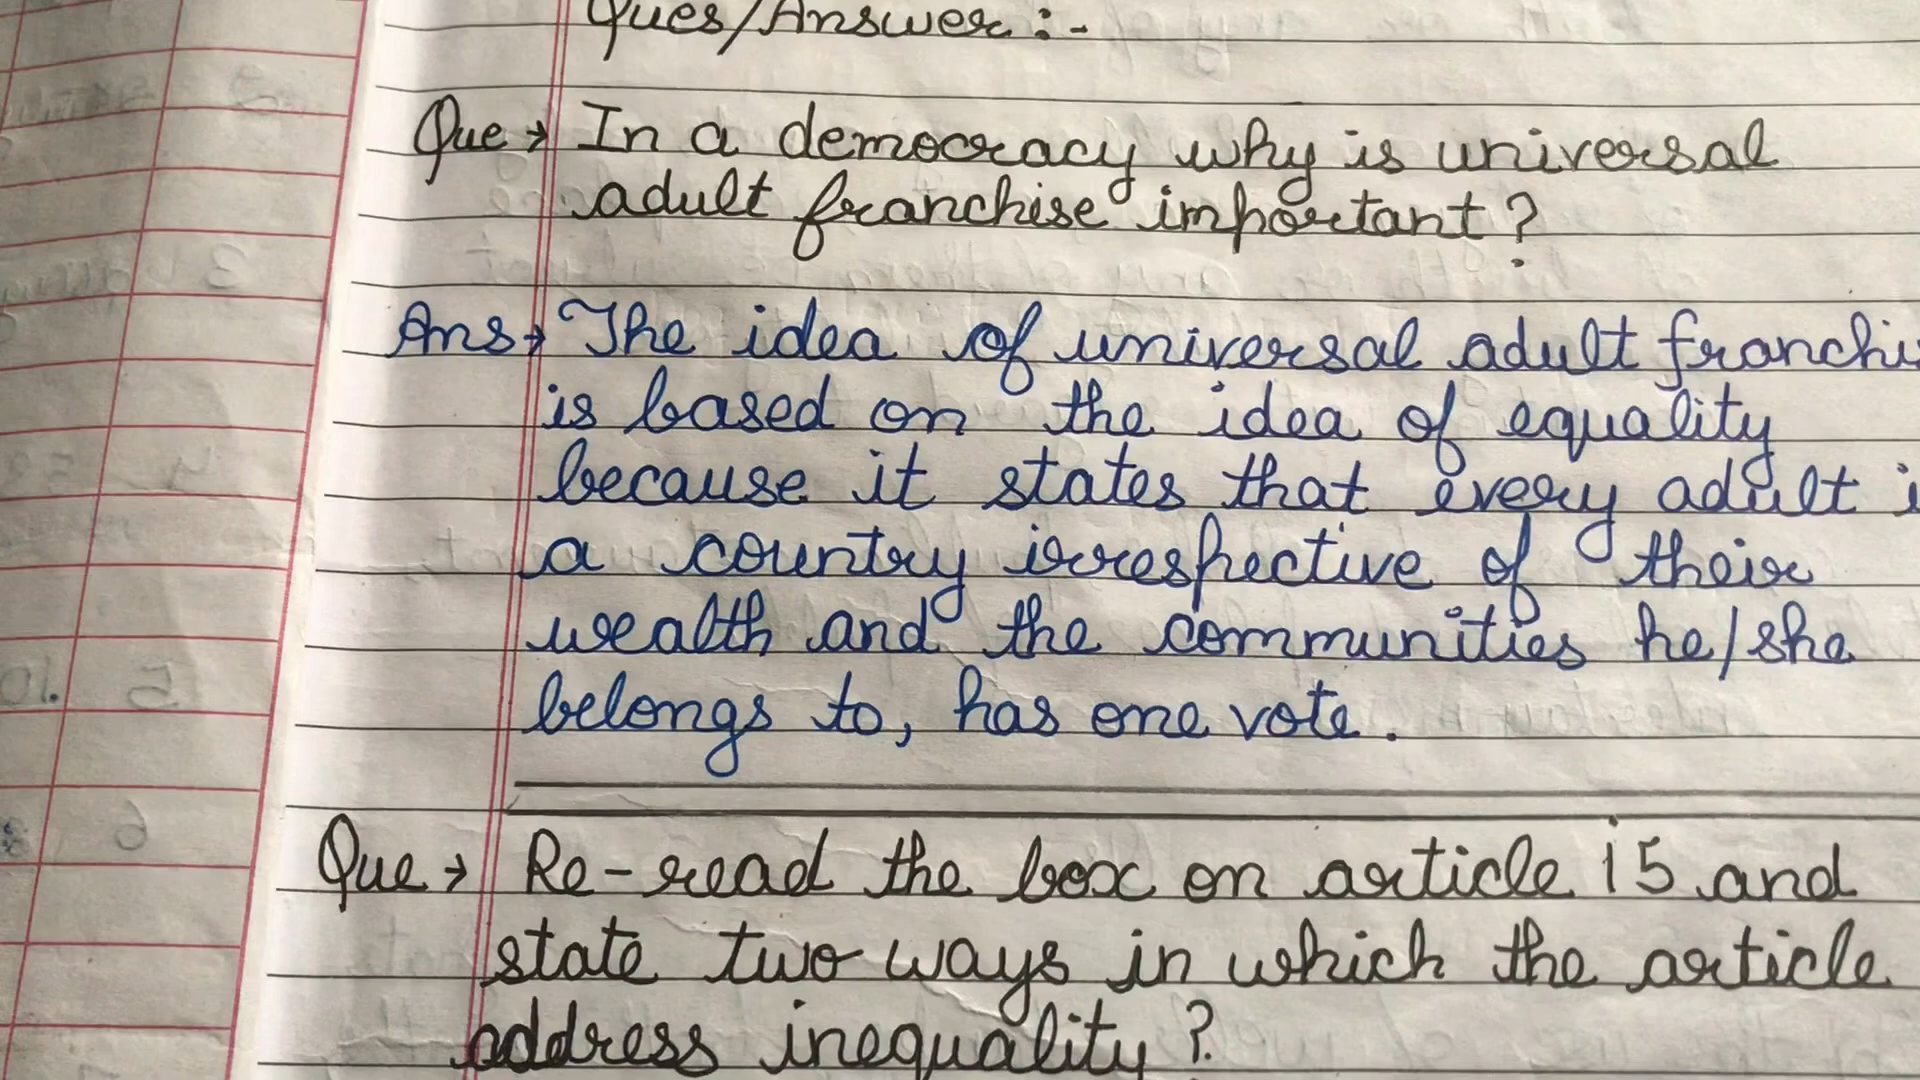 Ques/Answer :-
Que → In a democracy why is universal
adult franchise important?
Ans → The idea of universal adult franchi
is based on the idea of equality
because it states that every adult i
a country irrespective of their
wealth and the communities he/she
belongs to, has one vote.
Que → Re-read the box on article 15 and
state two ways in which the article
address inequality?